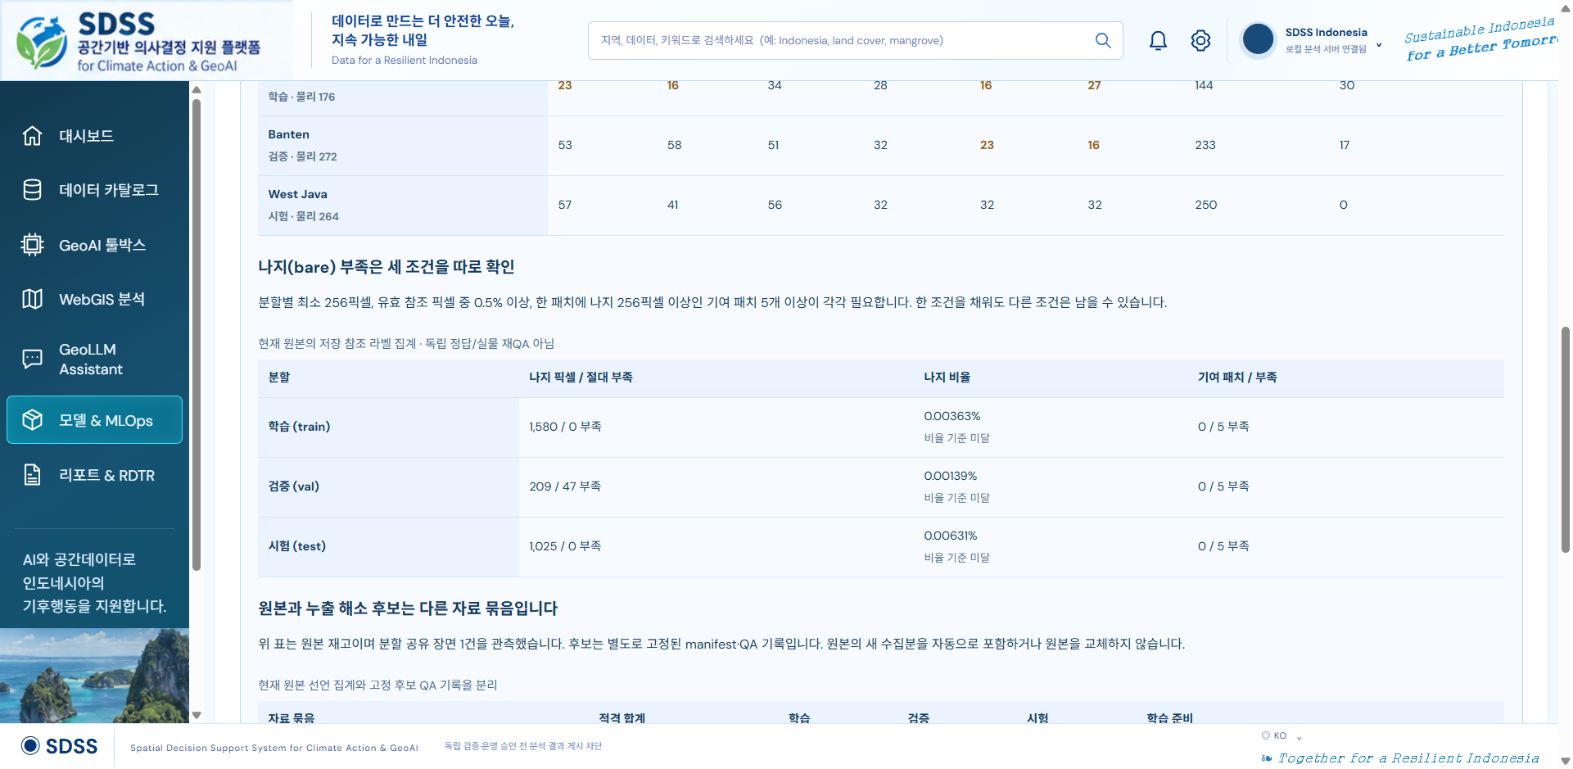 SDSS
공간기반 의사결정 지원 플랫폼
for Climate Action & GeoAI
데이터로 만드는 더 안전한 오늘,
지속 가능한 내일
Data for a Resilient Indonesia
지역, 데이터, 키워드로 검색하세요 (예: Indonesia, land cover, mangrove)
SDSS Indonesia
로컬 분석 서버 연결됨
Sustainable Indonesia
for a Better Tomorr
대시보드
데이터 카탈로그
GeoAI 툴박스
WebGIS 분석
GeoLLM
Assistant
모델 & MLOps
리포트 & RDTR
AI와 공간데이터로
인도네시아의
기후행동을 지원합니다.
학습 · 물리 176 23 16 34 28 16 27 144 30
Banten
검증 · 물리 272 53 58 51 32 23 16 233 17
West Java
시험 · 물리 264 57 41 56 32 32 32 250 0
나지(bare) 부족은 세 조건을 따로 확인
분할별 최소 256픽셀, 유효 참조 픽셀 중 0.5% 이상, 한 패치에 나지 256픽셀 이상인 기여 패치 5개 이상이 각각 필요합니다. 한 조건을 채워도 다른 조건은 남을 수 있습니다.
현재 원본의 저장 참조 라벨 집계 · 독립 정답/실물 재QA 아님
분할 나지 픽셀 / 절대 부족 나지 비율 기여 패치 / 부족
학습 (train) 1,580 / 0 부족 0.00363% 비율 기준 미달 0 / 5 부족
검증 (val) 209 / 47 부족 0.00139% 비율 기준 미달 0 / 5 부족
시험 (test) 1,025 / 0 부족 0.00631% 비율 기준 미달 0 / 5 부족
원본과 누출 해소 후보는 다른 자료 묶음입니다
위 표는 원본 재고이며 분할 공유 장면 1건을 관측했습니다. 후보는 별도로 고정된 manifest·QA 기록입니다. 원본의 새 수집분을 자동으로 포함하거나 원본을 교체하지 않습니다.
현재 원본 선언 집계와 고정 후보 QA 기록을 분리
자료 묶음 적격 합계 학습 검증 시험 학습 준비
SDSS
Spatial Decision Support System for Climate Action & GeoAI
독립 검증·운영 승인 전 분석 결과 게시 차단
KO
Together for a Resilient Indonesia